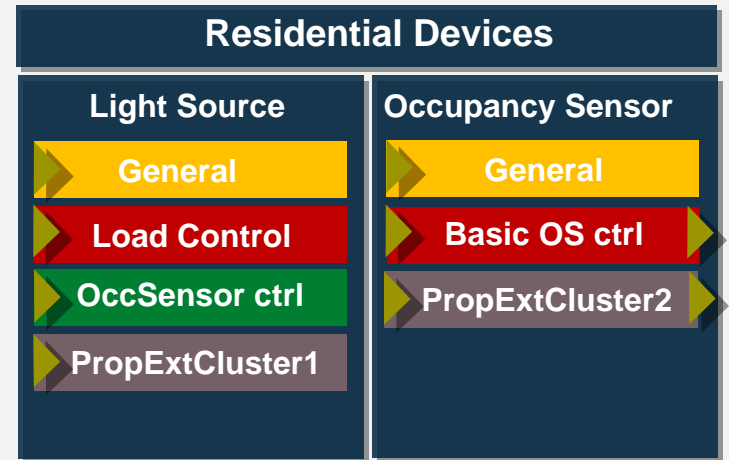 Residential Devices
Light Source
General
Load Control
OccSensor ctrl
PropExtCluster1
Occupancy Sensor
General
Basic OS ctrl
PropExtCluster2